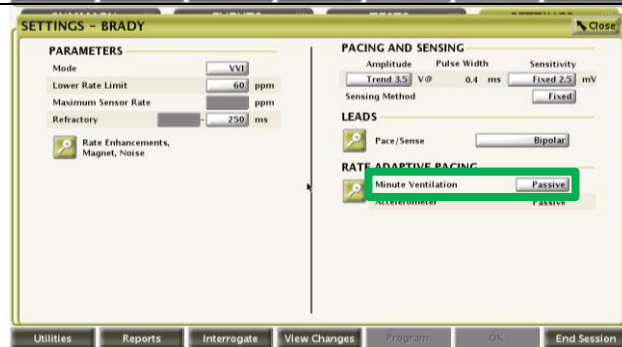 SETTINGS - BRADY
Close
PARAMETERS
Mode VVI
Lower Rate Limit 60 ppm
Maximum Sensor Rate ppm
Refractory - 250 ms
Rate Enhancements,
Magnet, Noise
PACING AND SENSING
Amplitude Pulse Width Sensitivity
Trend 3.5 V@ 0.4 ms Fixed 2.5 mV
Sensing Method Fixed
LEADS
Pace/Sense Bipolar
RATE ADAPTIVE PACING
Minute Ventilation Passive
Accelerometer Passive
Utilities Reports Interrogate View Changes Program OK End Session